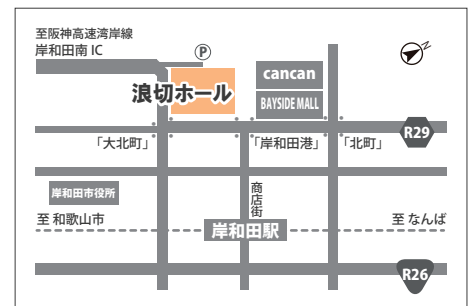 至阪神高速湾岸線
岸和田南 IC
P
Z
cancan
浪切ホール
BAYSIDE MALL
R29
「大北町」
「岸和田港」
「北町」
岸和田市役所
商店街
至 和歌山市
至 なんば
岸和田駅
R26